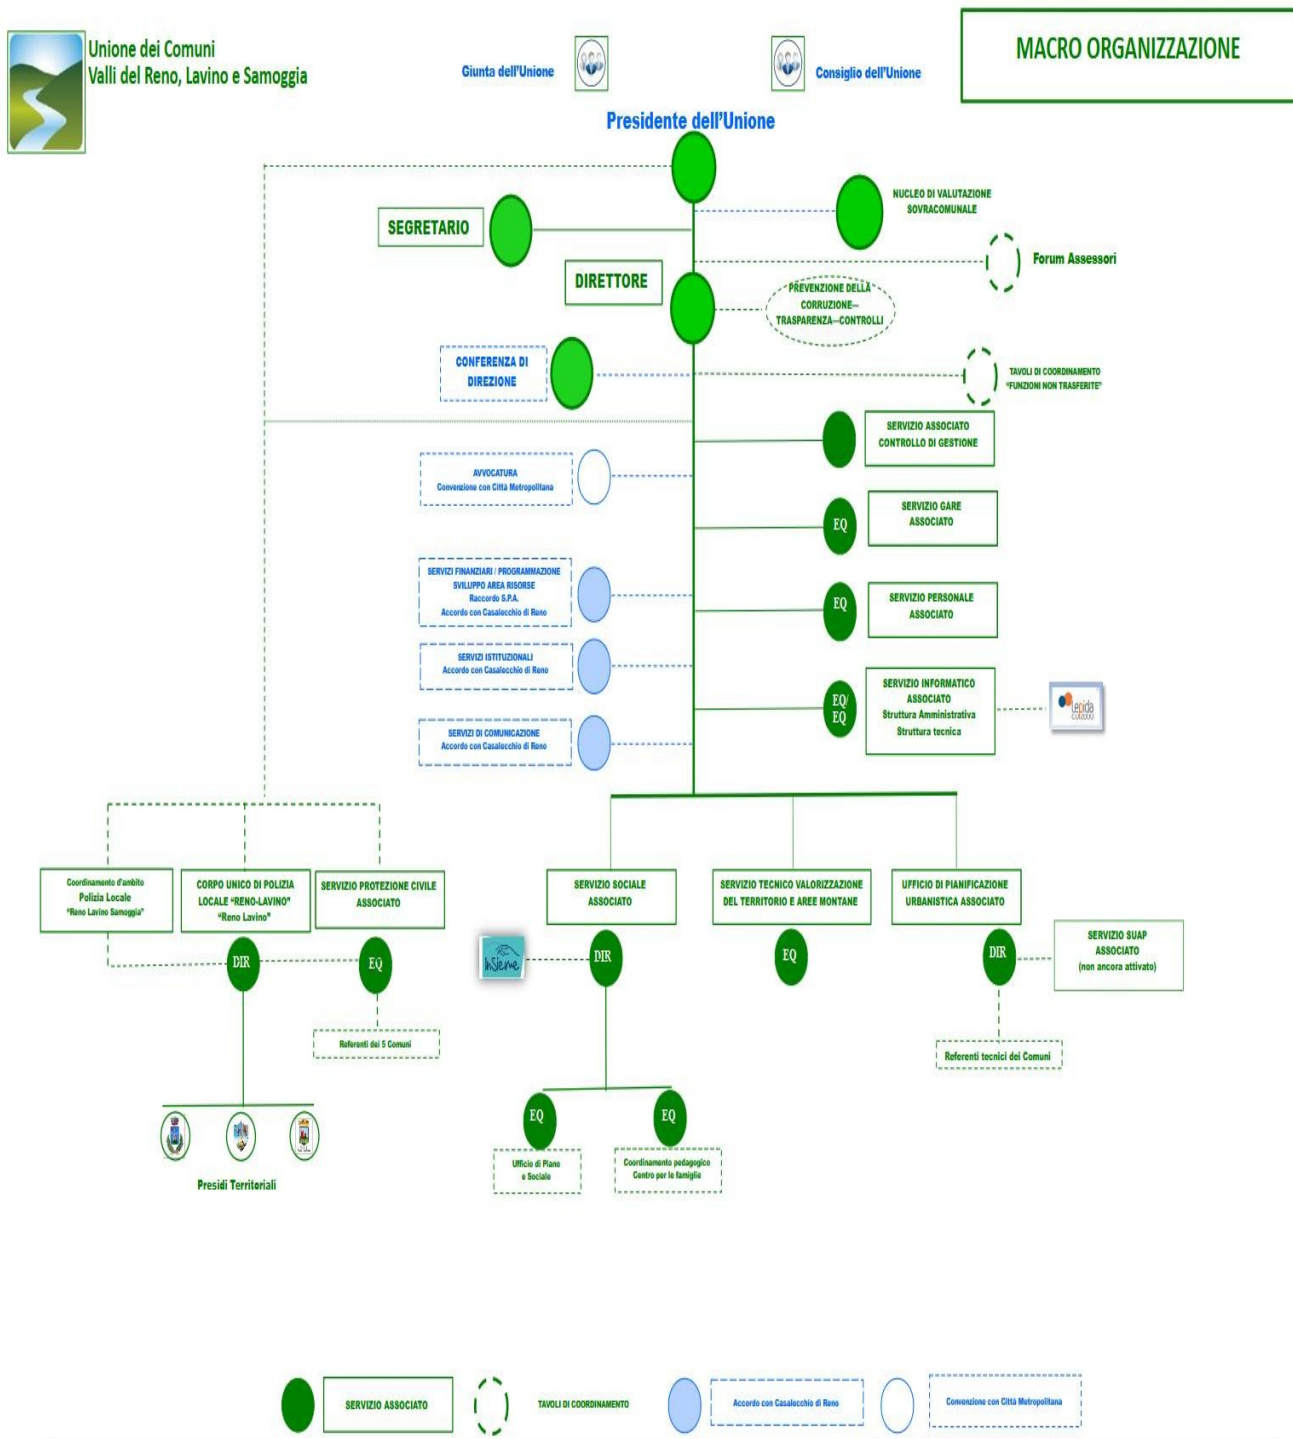 Unione dei Comuni
Valli del Reno, Lavino e Samoggia
Giunta dell'Unione
Consiglio dell'Unione
MACRO ORGANIZZAZIONE
Presidente dell'Unione
NUCLEO DI VALUTAZIONE
SOVRACOMUNALE
SEGRETARIO
Forum Assessori
DIRETTORE
PREVENZIONE DELLA
CORRUZIONE—
TRASPARENZA—CONTROLLI
CONFERENZA DI
DIREZIONE
TAVOLI DI COORDINAMENTO
"FUNZIONI NON TRASFERITE"
SERVIZIO ASSOCIATO
CONTROLLO DI GESTIONE
AVVOCATURA
Convenzione con Città Metropolitana
EQ
SERVIZIO GARE
ASSOCIATO
SERVIZI FINANZIARI / PROGRAMMAZIONE
SVILUPPO AREA RISORSE
Raccordo S.P.A.
Accordo con Casalecchio di Reno
EQ
SERVIZIO PERSONALE
ASSOCIATO
SERVIZI ISTITUZIONALI
Accordo con Casalecchio di Reno
EQ/
EQ
SERVIZIO INFORMATICO
ASSOCIATO
Struttura Amministrativa
Struttura tecnica
Lepida
SERVIZI DI COMUNICAZIONE
Accordo con Casalecchio di Reno
Coordinamento d'ambito
Polizia Locale
"Reno Lavino Samoggia"
CORPO UNICO DI POLIZIA
LOCALE "RENO-LAVINO"
"Reno Lavino"
SERVIZIO PROTEZIONE CIVILE
ASSOCIATO
SERVIZIO SOCIALE
ASSOCIATO
SERVIZIO TECNICO VALORIZZAZIONE
DEL TERRITORIO E AREE MONTANE
UFFICIO DI PIANIFICAZIONE
URBANISTICA ASSOCIATO
DIR
EQ
InSieme
DIR
EQ
DIR
SERVIZIO SUAP
ASSOCIATO
(non ancora attivato)
Referenti dei 5 Comuni
Referenti tecnici dei Comuni
EQ
EQ
Ufficio di Piano
e Sociale
Coordinamento pedagogico
Centro per le famiglie
Presidi Territoriali
SERVIZIO ASSOCIATO
TAVOLI DI COORDINAMENTO
Accordo con Casalecchio di Reno
Convenzione con Città Metropolitana